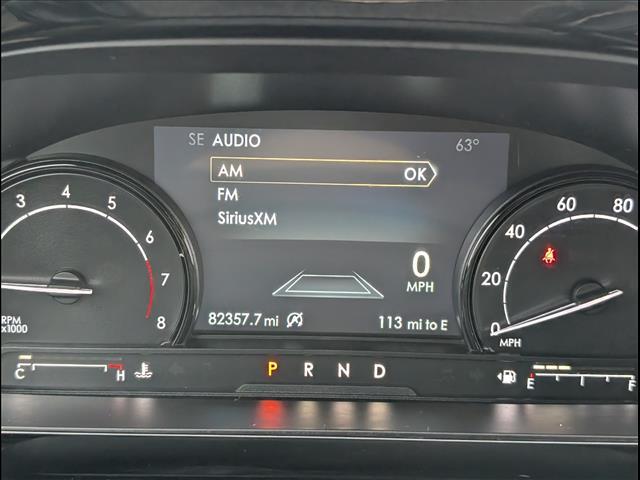 SE AUDIO 63°
AM OK
FM
SiriusXM
0
MPH
82357.7 mi 113 mi to E
3 4 5 6 7 8
RPM
x1000
0 20 40 60 80
MPH
C H
P R N D
E F